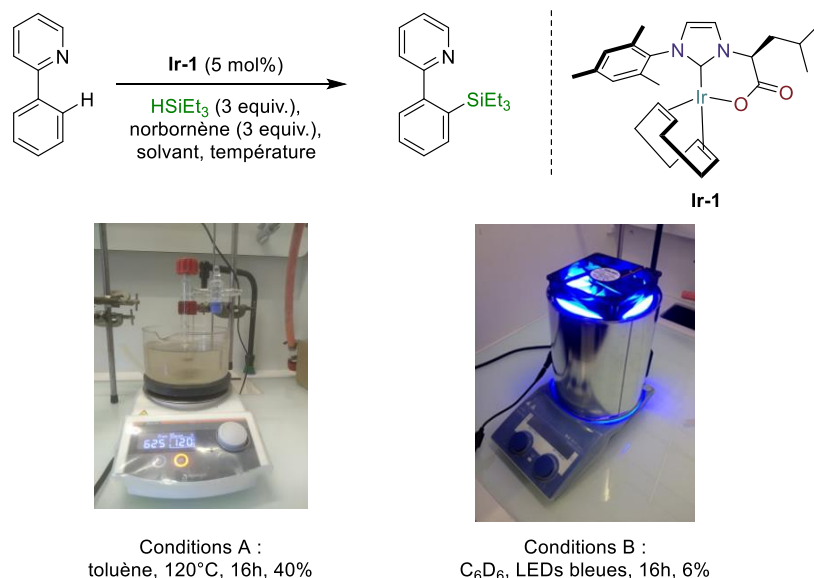 N
H
Ir-1 (5 mol%)
HSiEt3 (3 equiv.),
norbornène (3 equiv.),
solvant, température
N
SiEt3
N
N
Ir
O
O
Ir-1
625 120
Conditions A :
toluène, 120°C, 16h, 40%
Conditions B :
C6D6, LEDs bleues, 16h, 6%